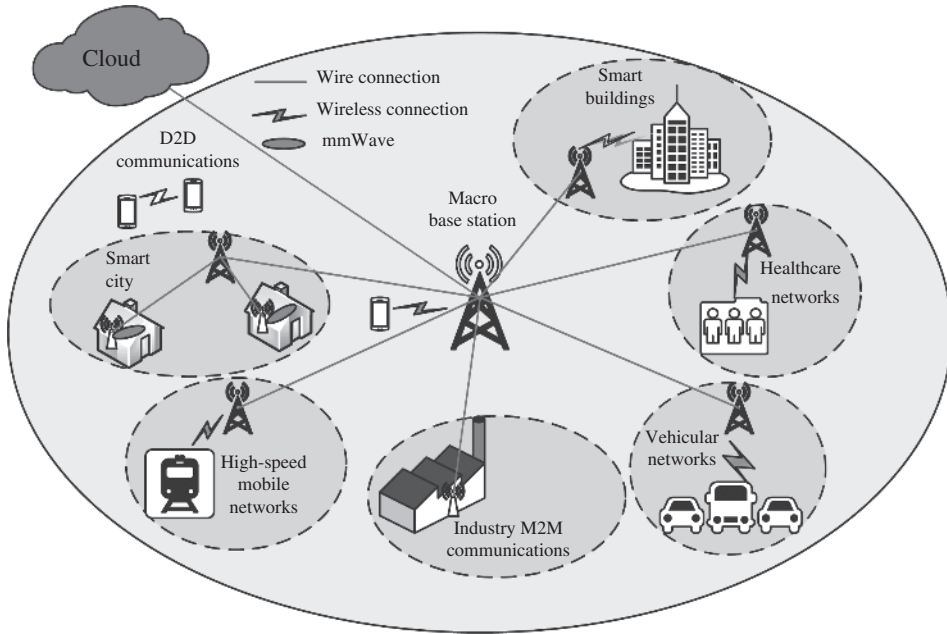 Cloud
Wire connection
Wireless connection
mmWave
Smart
buildings
D2D
communications
Macro
base station
Smart
city
Healthcare
networks
High-speed
mobile
networks
Vehicular
networks
Industry M2M
communications